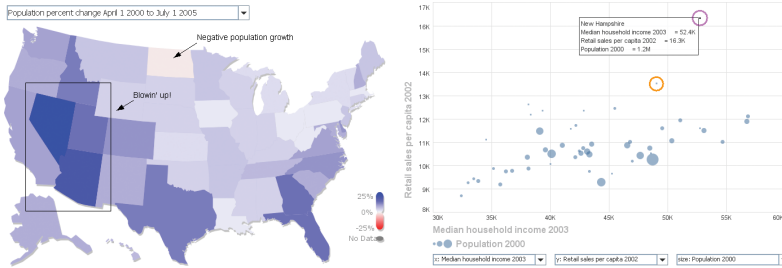 Population percent change April 1 2000 to July 1 2005
Negative population growth
Blowin' up!
25%
0%
-25%
No Data
17K
16K
15K
14K
13K
12K
11K
10K
9K
8K
Retail sales per capita 2002
New Hampshire
Median household income 2003 = 52.4K
Retail sales per capita 2002 = 16.3K
Population 2000 = 1.2M
30K
35K
40K
45K
50K
55K
60K
Median household income 2003
Population 2000
x: Median household income 2003
y: Retail sales per capita 2002
size: Population 2000